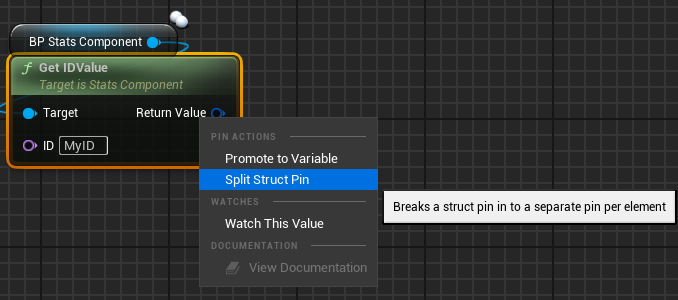 BP Stats Component
f Get IDValue
Target is Stats Component
Target
Return Value
ID MyID
PIN ACTIONS
Promote to Variable
Split Struct Pin
Breaks a struct pin in to a separate pin per element
WATCHES
Watch This Value
DOCUMENTATION
View Documentation